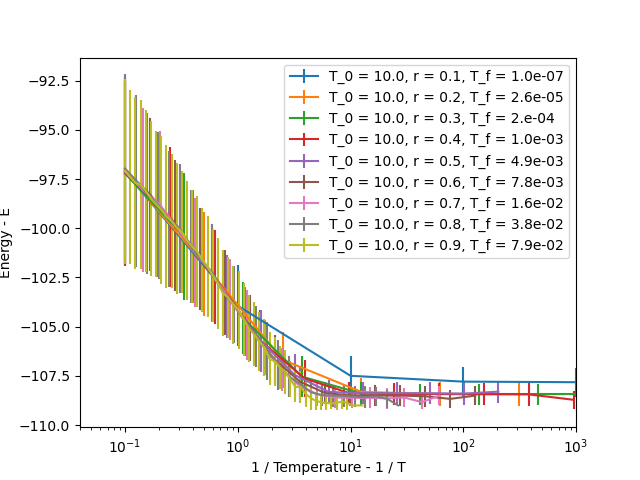 T_0 = 10.0, r = 0.1, T_f = 1.0e-07
T_0 = 10.0, r = 0.2, T_f = 2.6e-05
T_0 = 10.0, r = 0.3, T_f = 2.e-04
T_0 = 10.0, r = 0.4, T_f = 1.0e-03
T_0 = 10.0, r = 0.5, T_f = 4.9e-03
T_0 = 10.0, r = 0.6, T_f = 7.8e-03
T_0 = 10.0, r = 0.7, T_f = 1.6e-02
T_0 = 10.0, r = 0.8, T_f = 3.8e-02
T_0 = 10.0, r = 0.9, T_f = 7.9e-02
Energy - E
−92.5
−95.0
−97.5
−100.0
−102.5
−105.0
−107.5
−110.0
10⁻¹ 10⁰ 10¹ 10² 10³
1 / Temperature - 1 / T